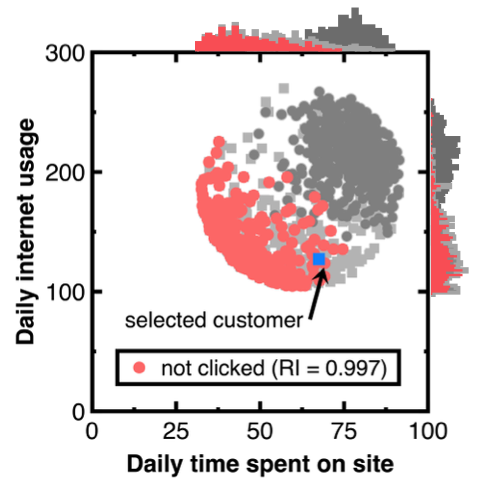 300
200
100
0
Daily internet usage
selected customer
not clicked (RI = 0.997)
0 25 50 75 100
Daily time spent on site